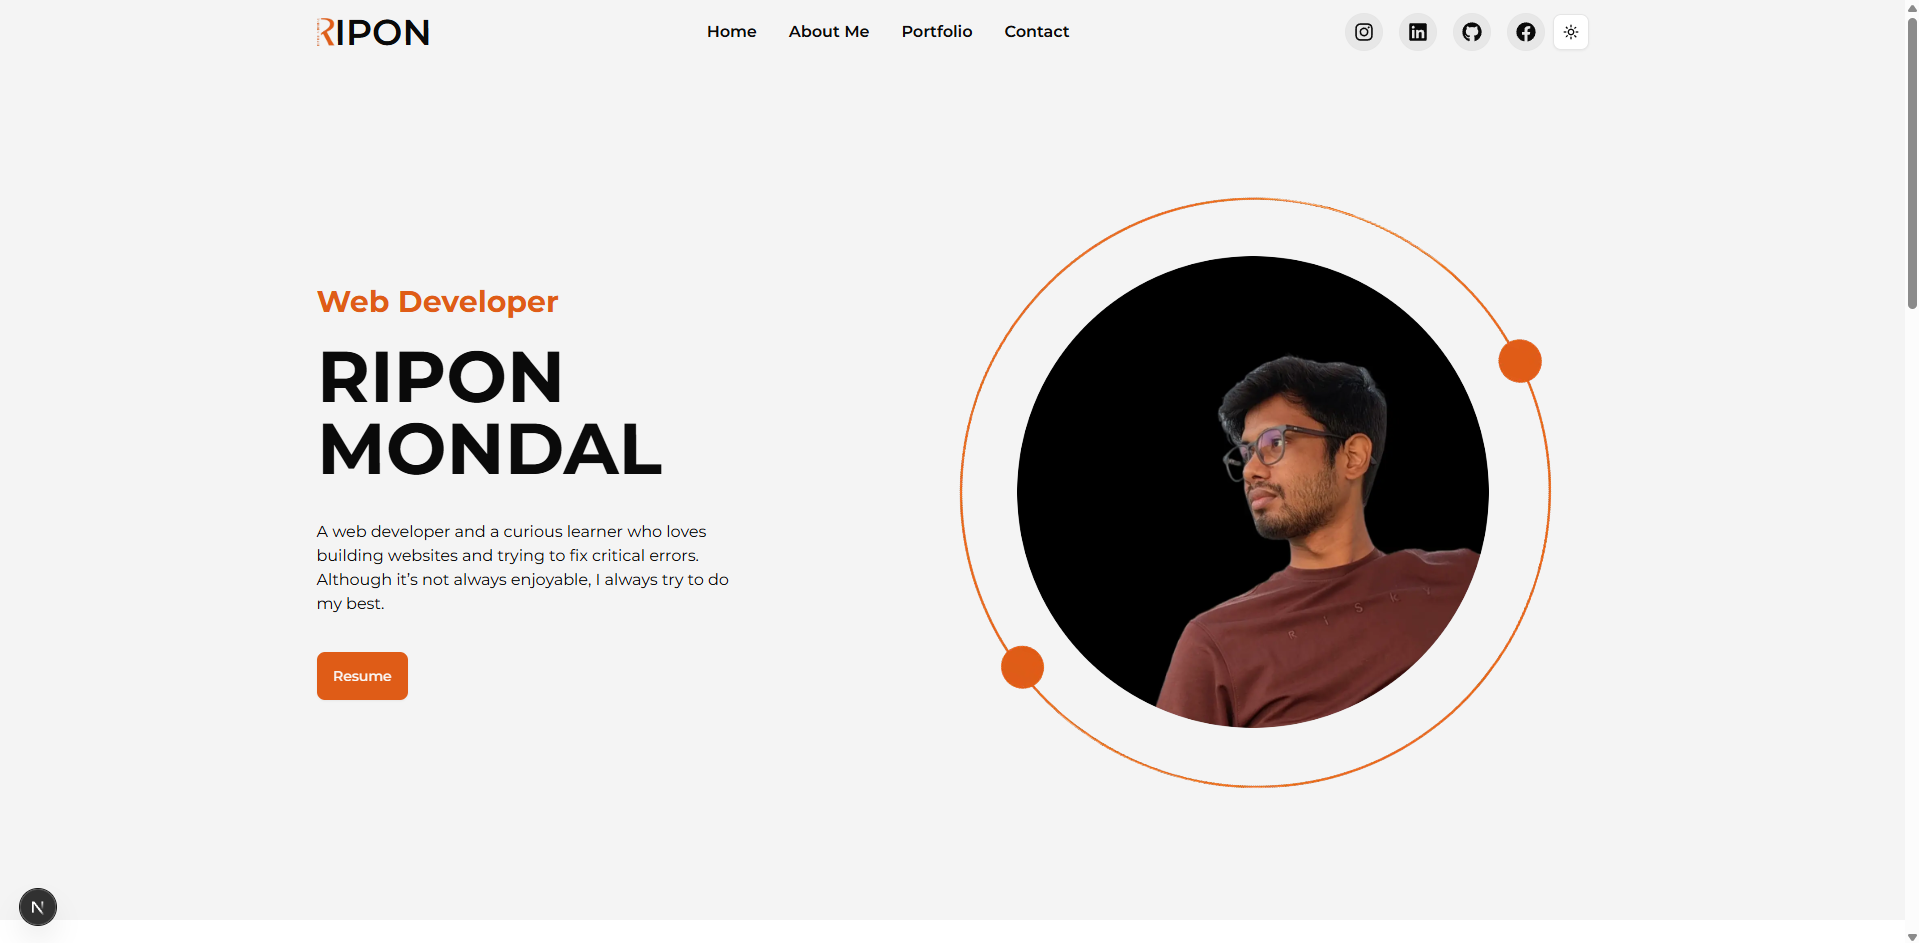 RIPON
Home
About Me
Portfolio
Contact
Web Developer
RIPON
MONDAL
A web developer and a curious learner who loves
building websites and trying to fix critical errors.
Although it's not always enjoyable, I always try to do
my best.
Resume
R I S K Y
N